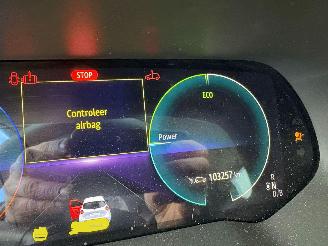 STOP
ECO
Controleer
airbag
Power
103257 km
R
N
D/B